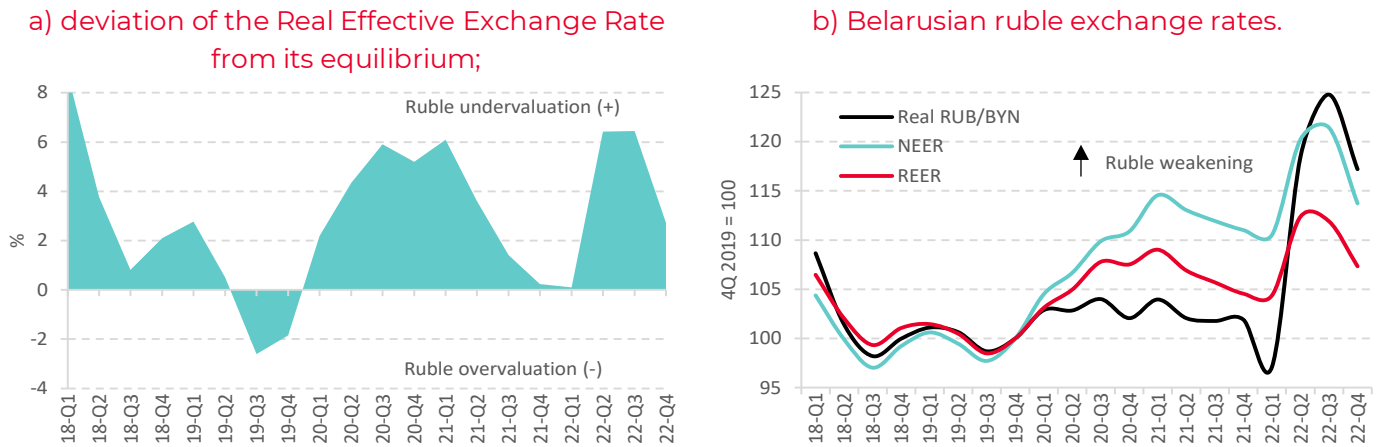 a) deviation of the Real Effective Exchange Rate
from its equilibrium;
%
8
6
4
2
0
-2
-4
Ruble undervaluation (+)
Ruble overvaluation (-)
18-Q1
18-Q2
18-Q3
18-Q4
19-Q1
19-Q2
19-Q3
19-Q4
20-Q1
20-Q2
20-Q3
20-Q4
21-Q1
21-Q2
21-Q3
21-Q4
22-Q1
22-Q2
22-Q3
22-Q4
b) Belarusian ruble exchange rates.
4Q 2019 = 100
125
120
115
110
105
100
95
Real RUB/BYN
NEER
REER
Ruble weakening
18-Q1
18-Q2
18-Q3
18-Q4
19-Q1
19-Q2
19-Q3
19-Q4
20-Q1
20-Q2
20-Q3
20-Q4
21-Q1
21-Q2
21-Q3
21-Q4
22-Q1
22-Q2
22-Q3
22-Q4